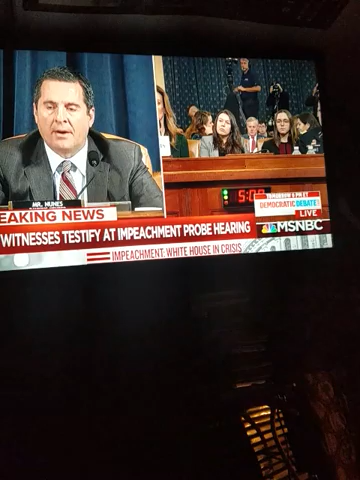 MR. NUNES
EAKING NEWS
5:00
DEMOCRATIC DEBATE
LIVE
WITNESSES TESTIFY AT IMPEACHMENT PROBE HEARING
MSNBC
IMPEACHMENT: WHITE HOUSE IN CRISIS